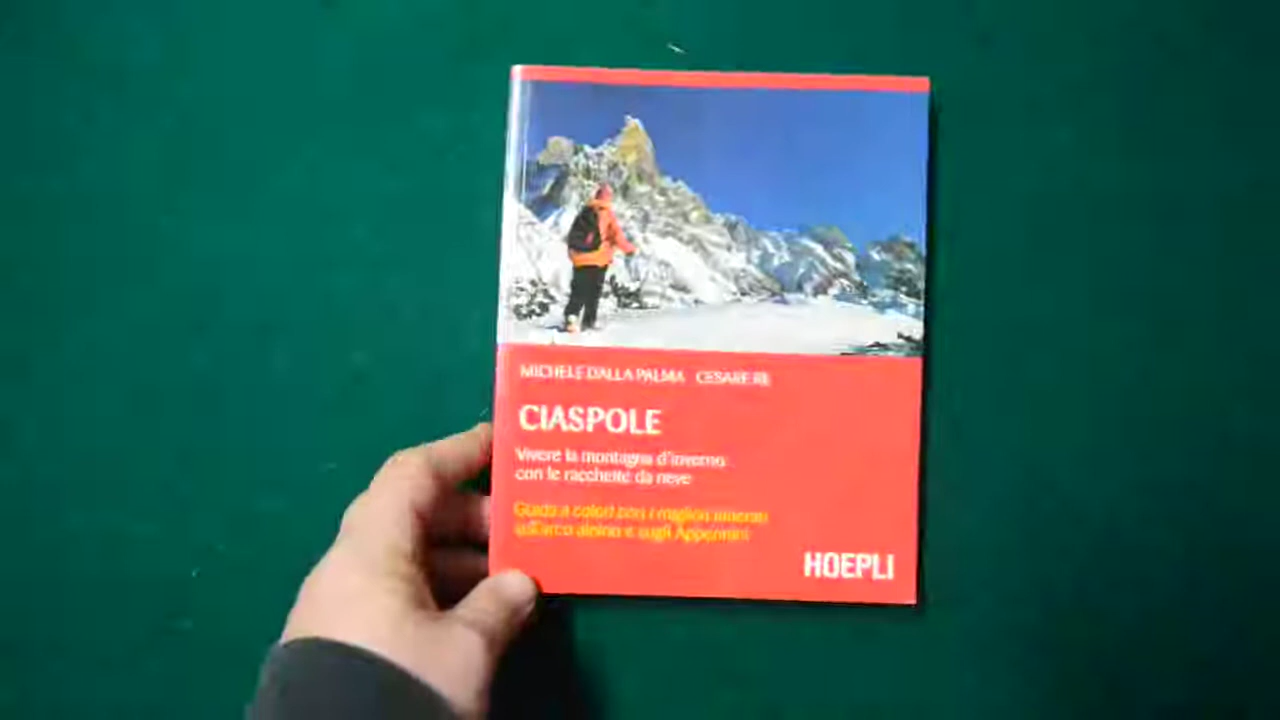 MICHELE DALLA PALMA CESARE RE
CIASPOLE
Vivere la montagna d'inverno
con le racchette da neve
Guida a colori con i migliori itinerari
sull'arco alpino e sugli Appennini
HOEPLI